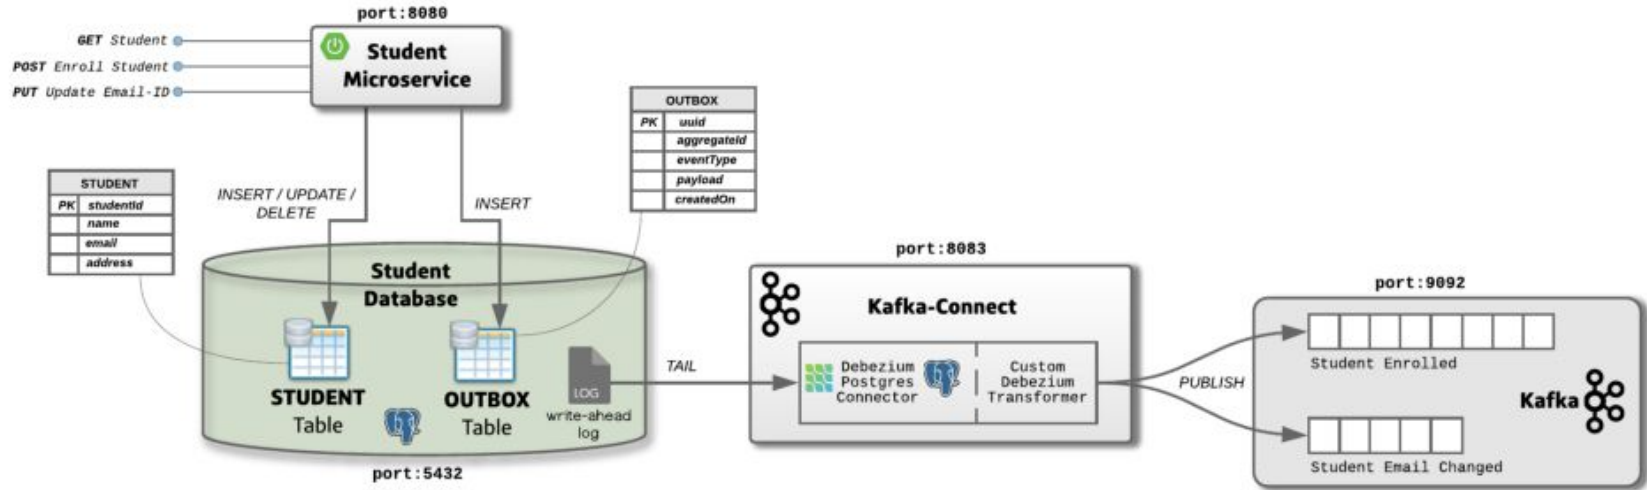 port:8080
GET Student
POST Enroll Student
PUT Update Email-ID
Student
Microservice
OUTBOX
PK uuid
aggregateId
eventType
payload
createdOn
STUDENT
PK studentId
name
email
address
INSERT / UPDATE /
DELETE
INSERT
Student
Database
STUDENT
Table
OUTBOX
Table
LOG
write-ahead
log
port:5432
TAIL
port:8083
Kafka-Connect
Debezium
Postgres
Connector
Custom
Debezium
Transformer
PUBLISH
port:9092
Student Enrolled
Kafka
Student Email Changed